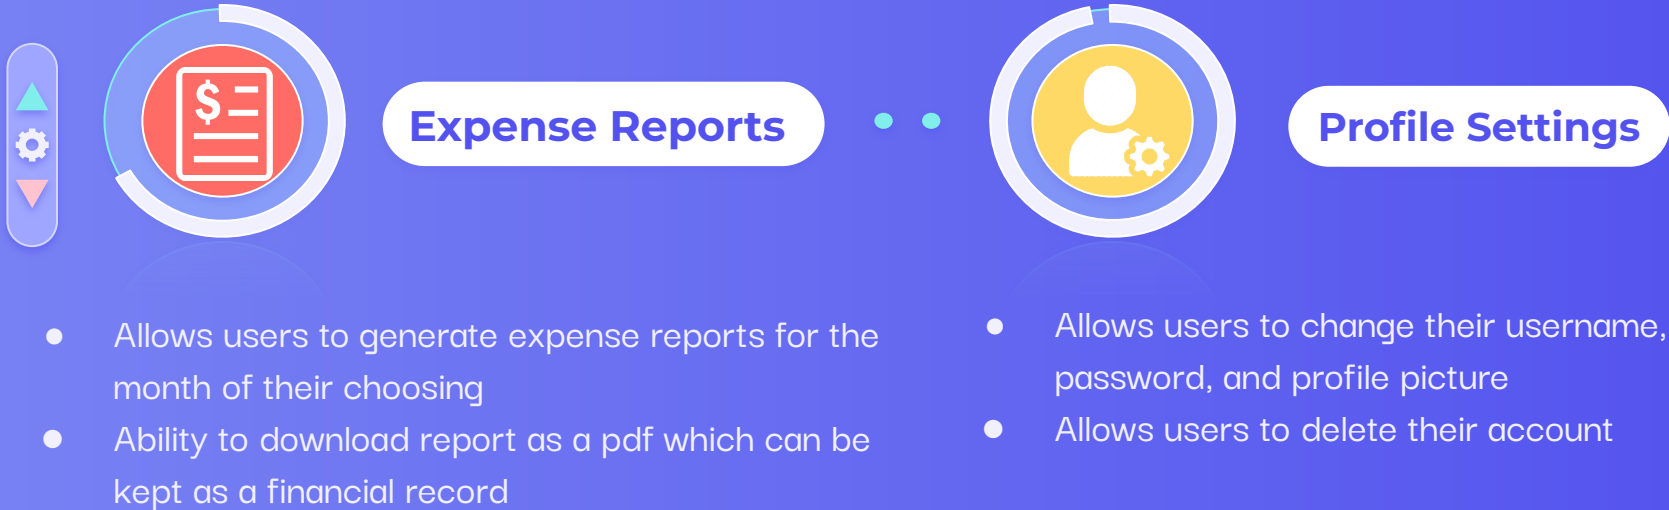 Expense Reports
● Allows users to generate expense reports for the
month of their choosing
● Ability to download report as a pdf which can be
kept as a financial record
Profile Settings
● Allows users to change their username,
password, and profile picture
● Allows users to delete their account